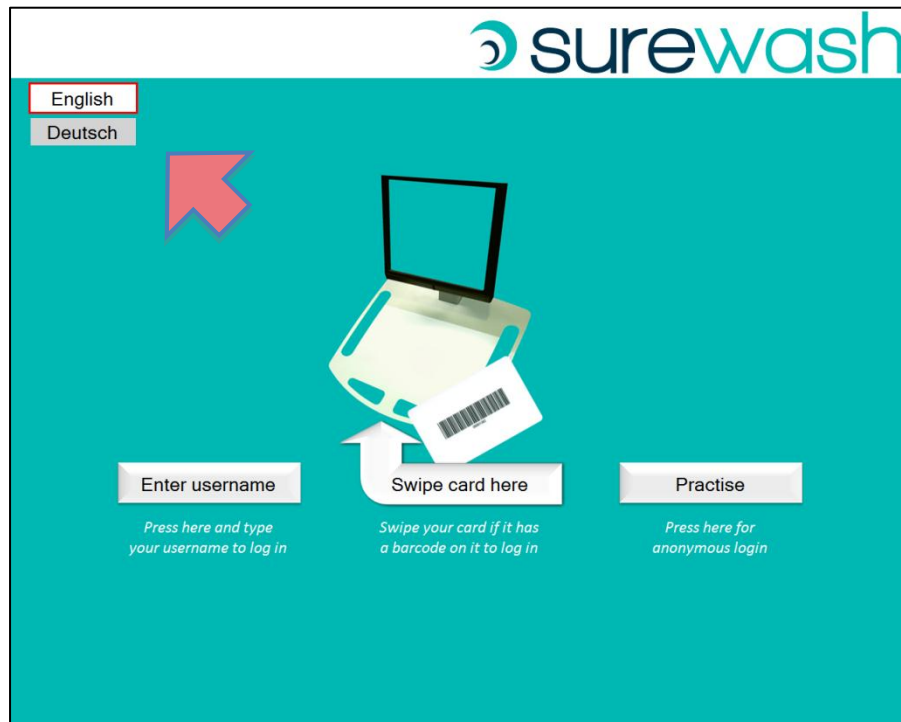 surewash
English
Deutsch
Enter username
Swipe card here
Practise
Press here and type
your username to log in
Swipe your card if it has
a barcode on it to log in
Press here for
anonymous login